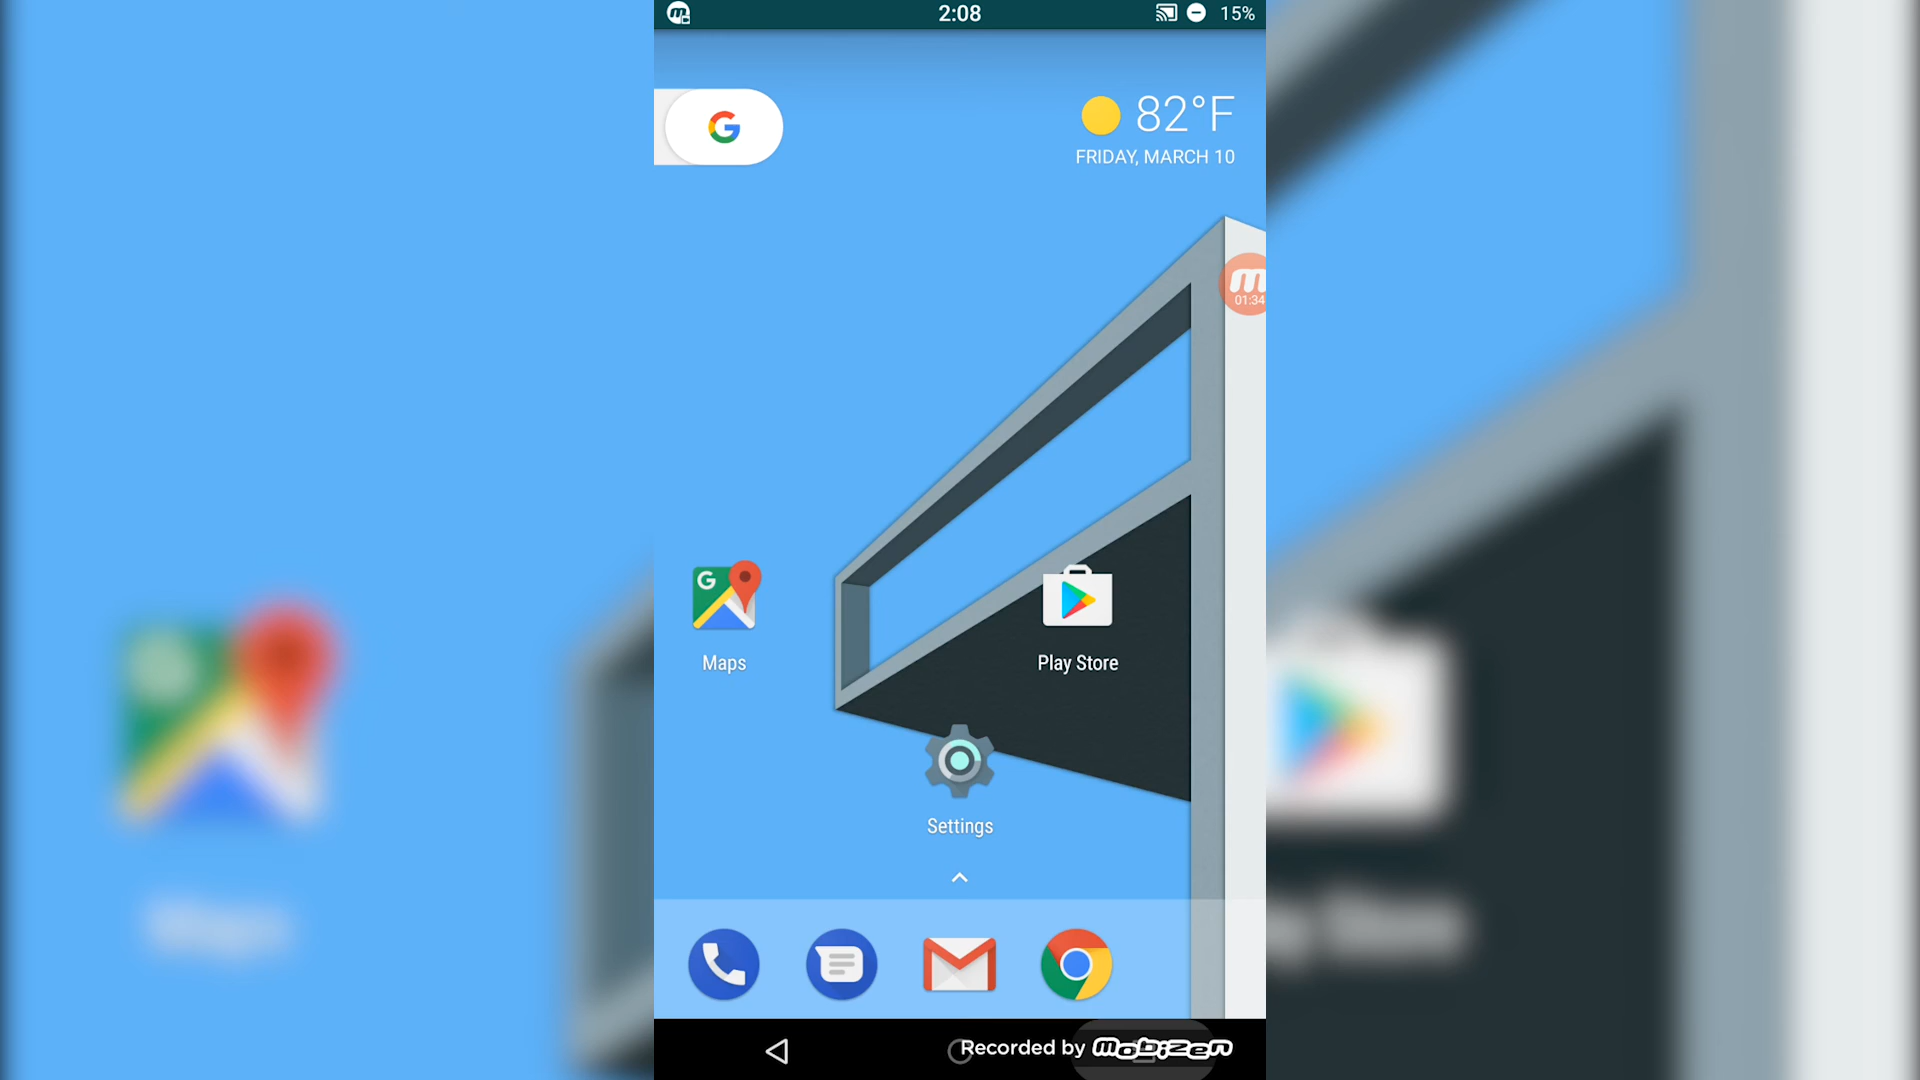 2:08
15%
G
82°F
FRIDAY, MARCH 10
m
01:34
G
Maps
Play Store
Settings
Recorded by mobizen